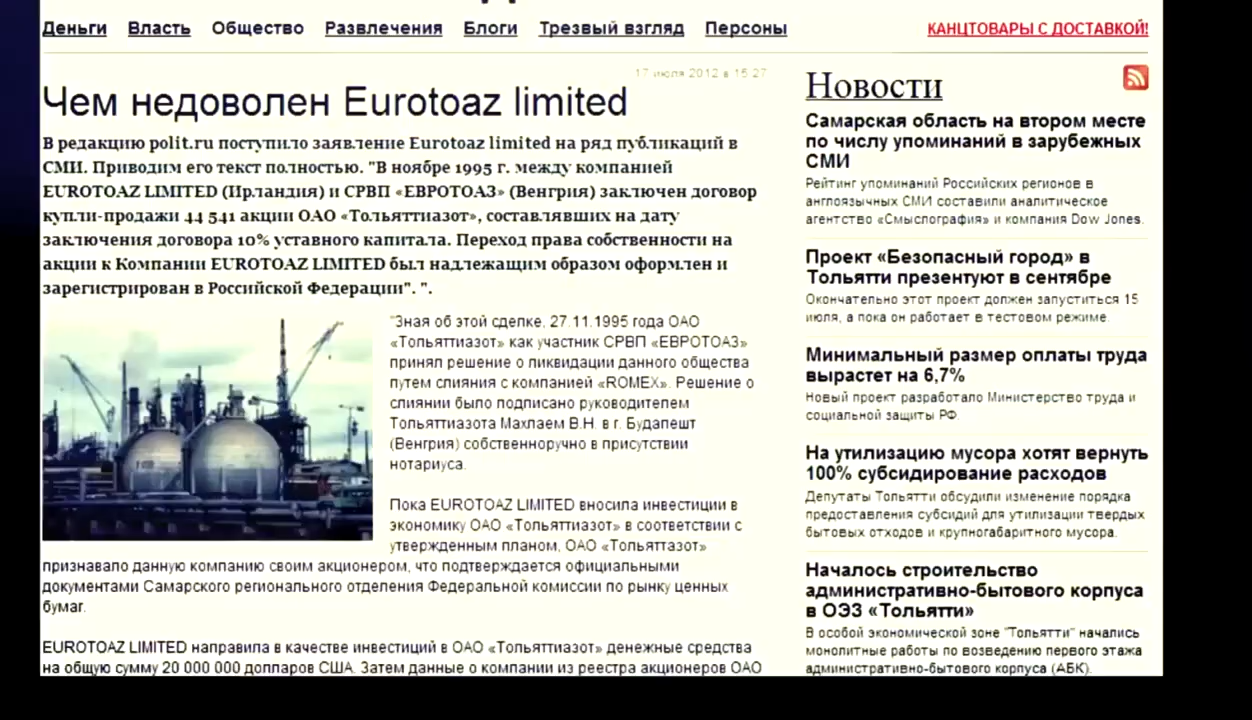 Деньги Власть Общество Развлечения Блоги Трезвый взгляд Персоны КАНЦТОВАРЫ С ДОСТАВКОЙ!
17 июля 2012 в 15:27
Чем недоволен Eurotoaz limited
В редакцию polit.ru поступило заявление Eurotoaz limited на ряд публикаций в
СМИ. Приводим его текст полностью. "В ноябре 1995 г. между компанией
EUROTOAZ LIMITED (Ирландия) и СРВП «ЕВРОТОАЗ» (Венгрия) заключен договор
купли-продажи 44 541 акции ОАО «Тольяттиазот», составлявших на дату
заключения договора 10% уставного капитала. Переход права собственности на
акции к Компании EUROTOAZ LIMITED был надлежащим образом оформлен и
зарегистрирован в Российской Федерации". ".
"Зная об этой сделке, 27.11.1995 года ОАО
«Тольяттиазот» как участник СРВП «ЕВРОТОАЗ»
принял решение о ликвидации данного общества
путем слияния с компанией «ROMEX». Решение о
слиянии было подписано руководителем
Тольяттиазота Махлаем В.Н. в г. Будапешт
(Венгрия) собственноручно в присутствии
нотариуса.
Пока EUROTOAZ LIMITED вносила инвестиции в
экономику ОАО «Тольяттиазот» в соответствии с
утвержденным планом, ОАО «Тольяттазот»
признавало данную компанию своим акционером, что подтверждается официальными
документами Самарского регионального отделения Федеральной комиссии по рынку ценных
бумаг.
EUROTOAZ LIMITED направила в качестве инвестиций в ОАО «Тольяттиазот» денежные средства
на общую сумму 20 000 000 долларов США. Затем данные о компании из реестра акционеров ОАО
Новости
Самарская область на втором месте
по числу упоминаний в зарубежных
СМИ
Рейтинг упоминаний Российских регионов в
англоязычных СМИ составили аналитическое
агентство «Смыслография» и компания Dow Jones.
Проект «Безопасный город» в
Тольятти презентуют в сентябре
Окончательно этот проект должен запуститься 15
июля, а пока он работает в тестовом режиме.
Минимальный размер оплаты труда
вырастет на 6,7%
Новый проект разработало Министерство труда и
социальной защиты РФ.
На утилизацию мусора хотят вернуть
100% субсидирование расходов
Депутаты Тольятти обсудили изменение порядка
предоставления субсидий для утилизации твердых
бытовых отходов и крупногабаритного мусора.
Началось строительство
административно-бытового корпуса
в ОЭЗ «Тольятти»
В особой экономической зоне "Тольятти" начались
монолитные работы по возведению первого этажа
административно-бытового корпуса (АБК).